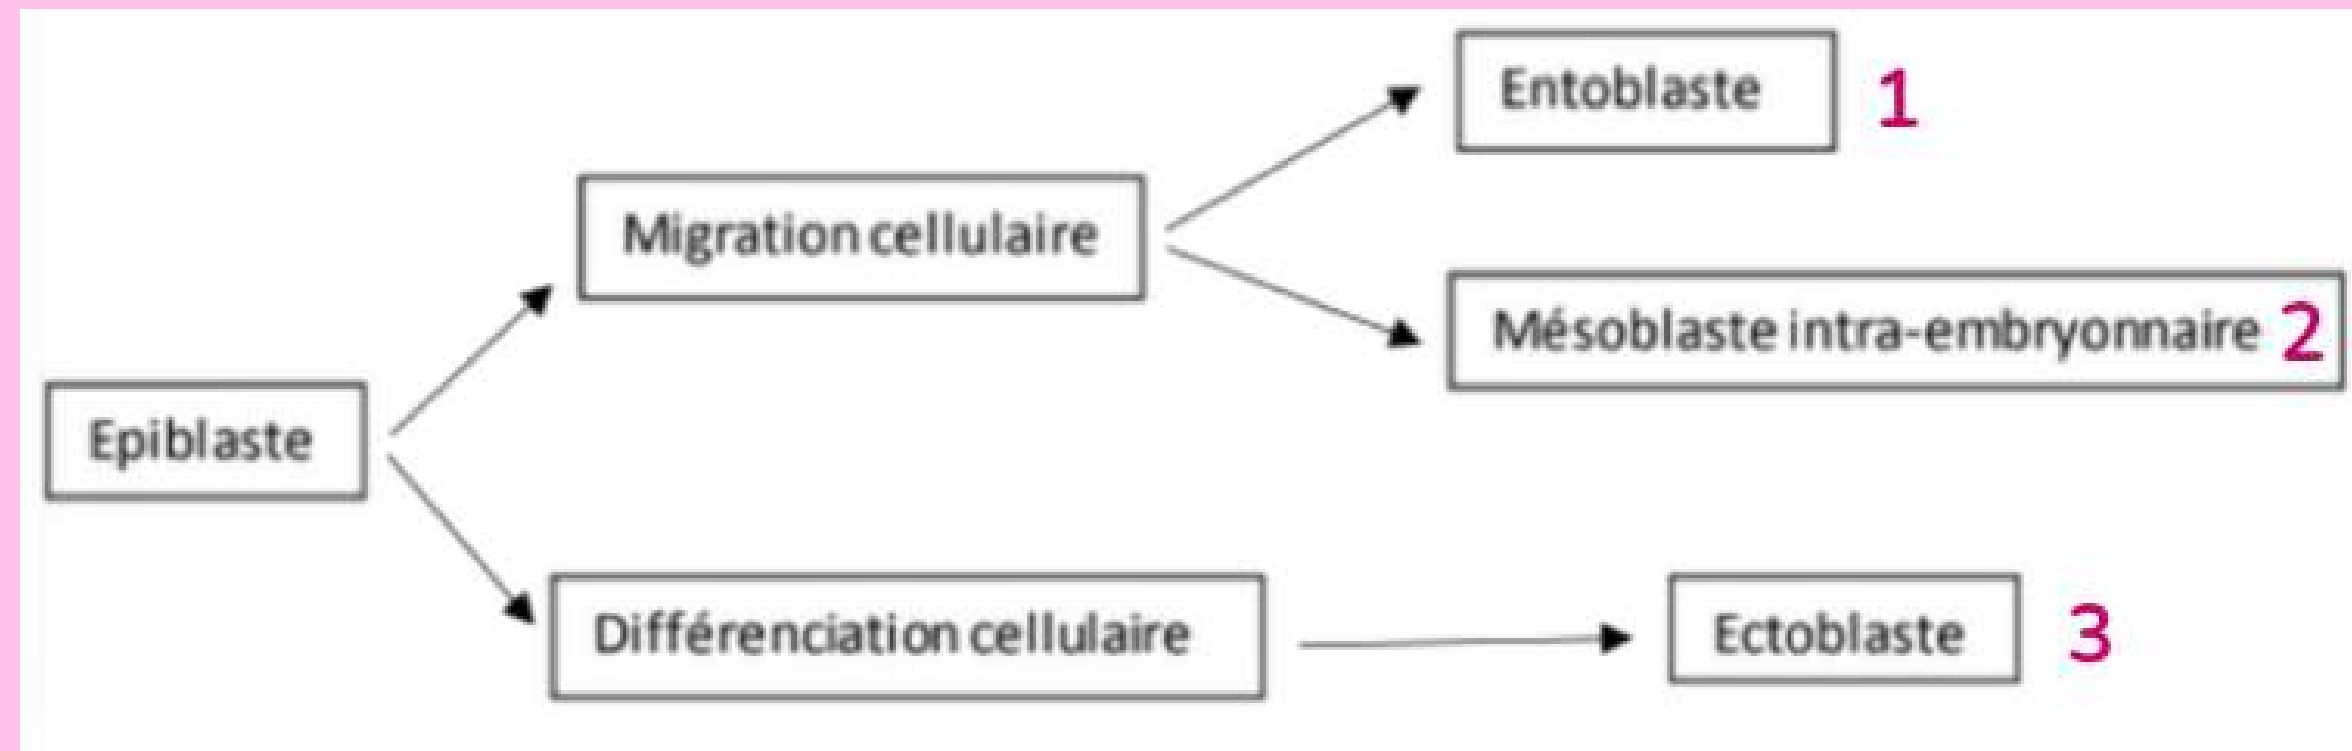 Entoblaste 1
Migration cellulaire
Mésoblaste intra-embryonnaire 2
Epiblaste
Différenciation cellulaire
Ectoblaste 3